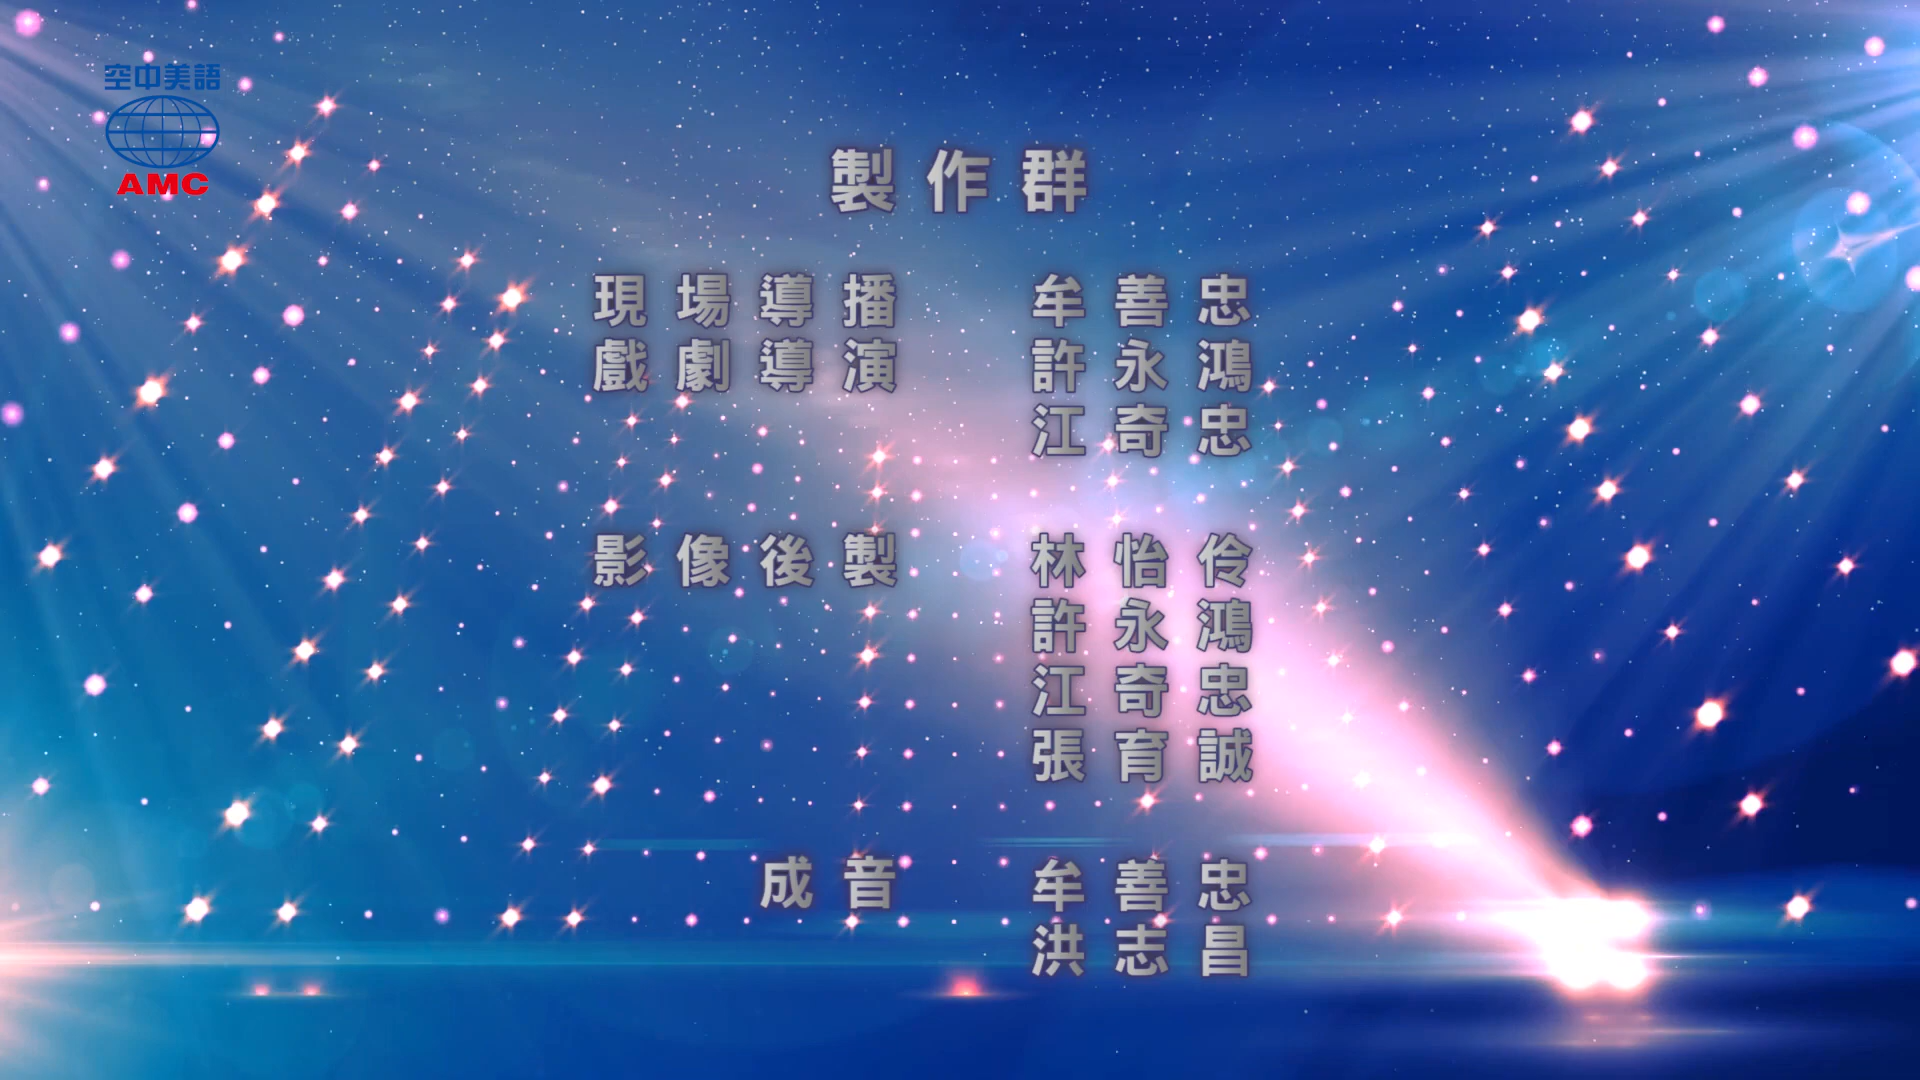 空中美語
AMC
製作群
現場導播 牟善忠
戲劇導演 許永鴻
江奇忠
影像後製 林怡伶
許永鴻
江奇忠
張育誠
成音 牟善忠
洪志昌